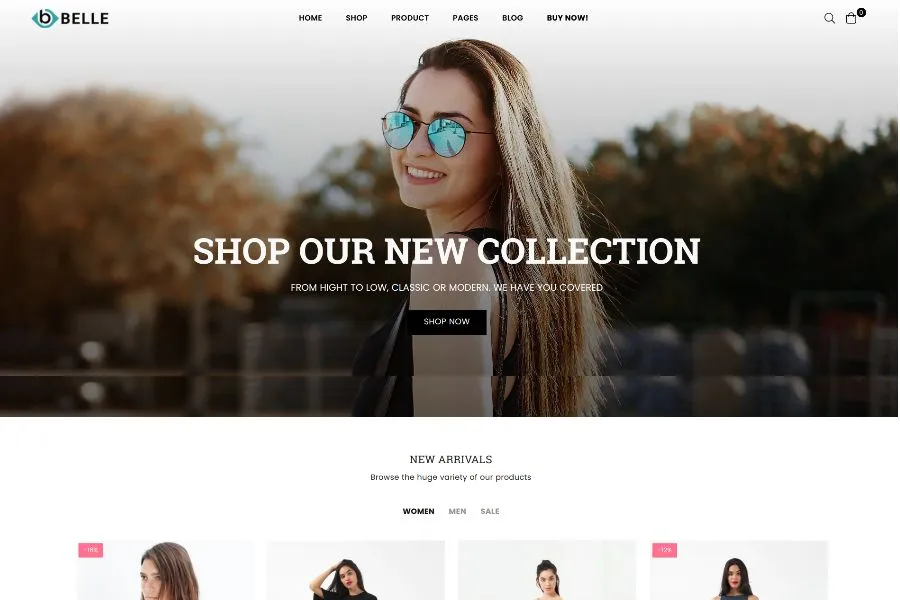 b BELLE
HOME SHOP PRODUCT PAGES BLOG BUY NOW!
0
SHOP OUR NEW COLLECTION
FROM HIGHT TO LOW, CLASSIC OR MODERN. WE HAVE YOU COVERED
SHOP NOW
NEW ARRIVALS
Browse the huge variety of our products
WOMEN MEN SALE
-16% -12%